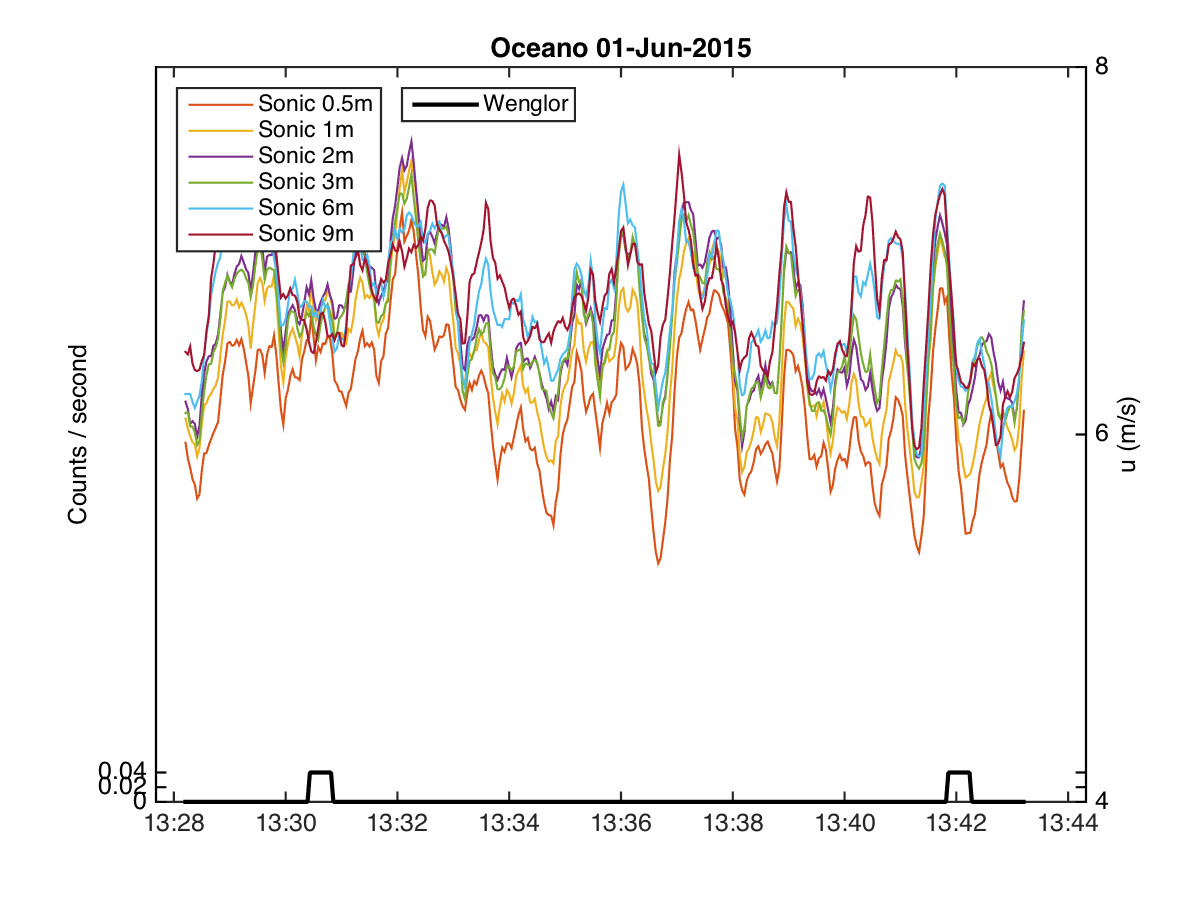 Oceano 01-Jun-2015
8
Sonic 0.5m
Wenglor
Sonic 1m
Sonic 2m
Sonic 3m
Sonic 6m
Sonic 9m
Counts / second
6
u (m/s)
0.04
0.02
0
4
13:28 13:30 13:32 13:34 13:36 13:38 13:40 13:42 13:44